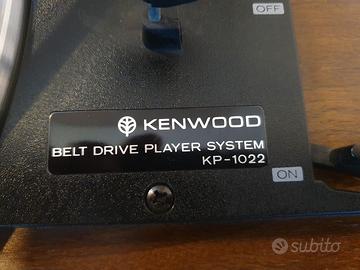 OFF
KENWOOD
BELT DRIVE PLAYER SYSTEM
KP-1022
ON
subito